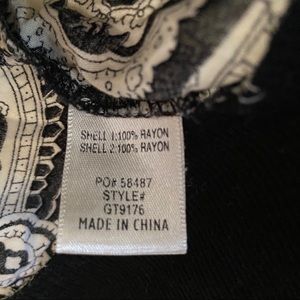 SHELL 1:100% RAYON
SHELL 2:100% RAYON
PO# 58487
STYLE#
GT9176
MADE IN CHINA